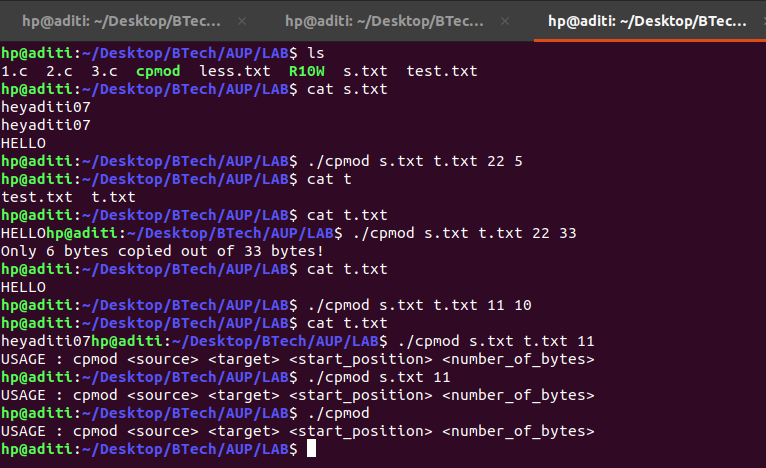 hp@aditi: ~/Desktop/BTec... × hp@aditi: ~/Desktop/BTec... × hp@aditi: ~/Desktop/BTec...
hp@aditi:~/Desktop/BTech/AUP/LAB$ ls
1.c 2.c 3.c cpmod less.txt R10W s.txt test.txt
hp@aditi:~/Desktop/BTech/AUP/LAB$ cat s.txt
heyaditi07
heyaditi07
HELLO
hp@aditi:~/Desktop/BTech/AUP/LAB$ ./cpmod s.txt t.txt 22 5
hp@aditi:~/Desktop/BTech/AUP/LAB$ cat t
test.txt t.txt
hp@aditi:~/Desktop/BTech/AUP/LAB$ cat t.txt
HELLOhp@aditi:~/Desktop/BTech/AUP/LAB$ ./cpmod s.txt t.txt 22 33
Only 6 bytes copied out of 33 bytes!
hp@aditi:~/Desktop/BTech/AUP/LAB$ cat t.txt
HELLO
hp@aditi:~/Desktop/BTech/AUP/LAB$ ./cpmod s.txt t.txt 11 10
hp@aditi:~/Desktop/BTech/AUP/LAB$ cat t.txt
heyaditi07hp@aditi:~/Desktop/BTech/AUP/LAB$ ./cpmod s.txt t.txt 11
USAGE : cpmod <source> <target> <start_position> <number_of_bytes>
hp@aditi:~/Desktop/BTech/AUP/LAB$ ./cpmod s.txt 11
USAGE : cpmod <source> <target> <start_position> <number_of_bytes>
hp@aditi:~/Desktop/BTech/AUP/LAB$ ./cpmod
USAGE : cpmod <source> <target> <start_position> <number_of_bytes>
hp@aditi:~/Desktop/BTech/AUP/LAB$